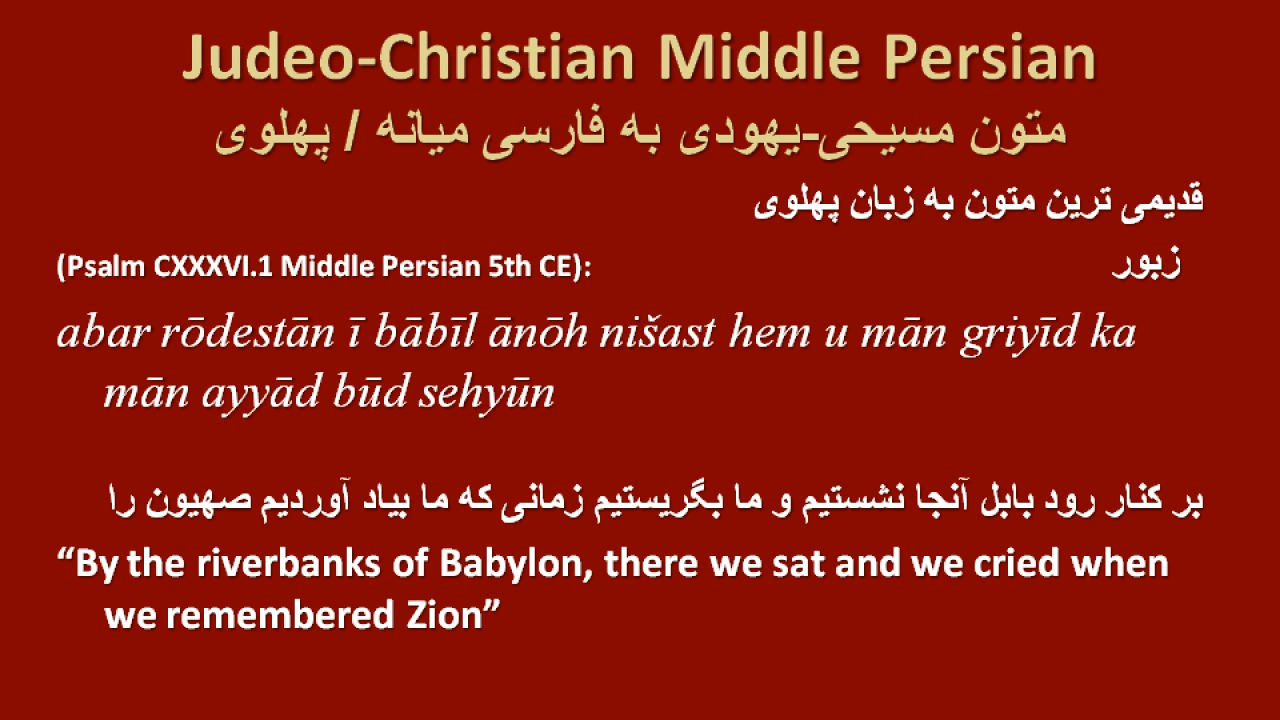 Judeo-Christian Middle Persian
متون مسیحی-یهودی به فارسی میانه / پهلوی
قدیمی ترین متون به زبان پهلوی
زبور
(Psalm CXXXVI.1 Middle Persian 5th CE):
abar rōdestān ī bābīl ānōh nišast hem u mān griyīd ka
mān ayyād būd sehyūn
بر کنار رود بابل آنجا نشستیم و ما بگریستیم زمانی که ما بیاد آوردیم صهیون را
“By the riverbanks of Babylon, there we sat and we cried when
we remembered Zion”